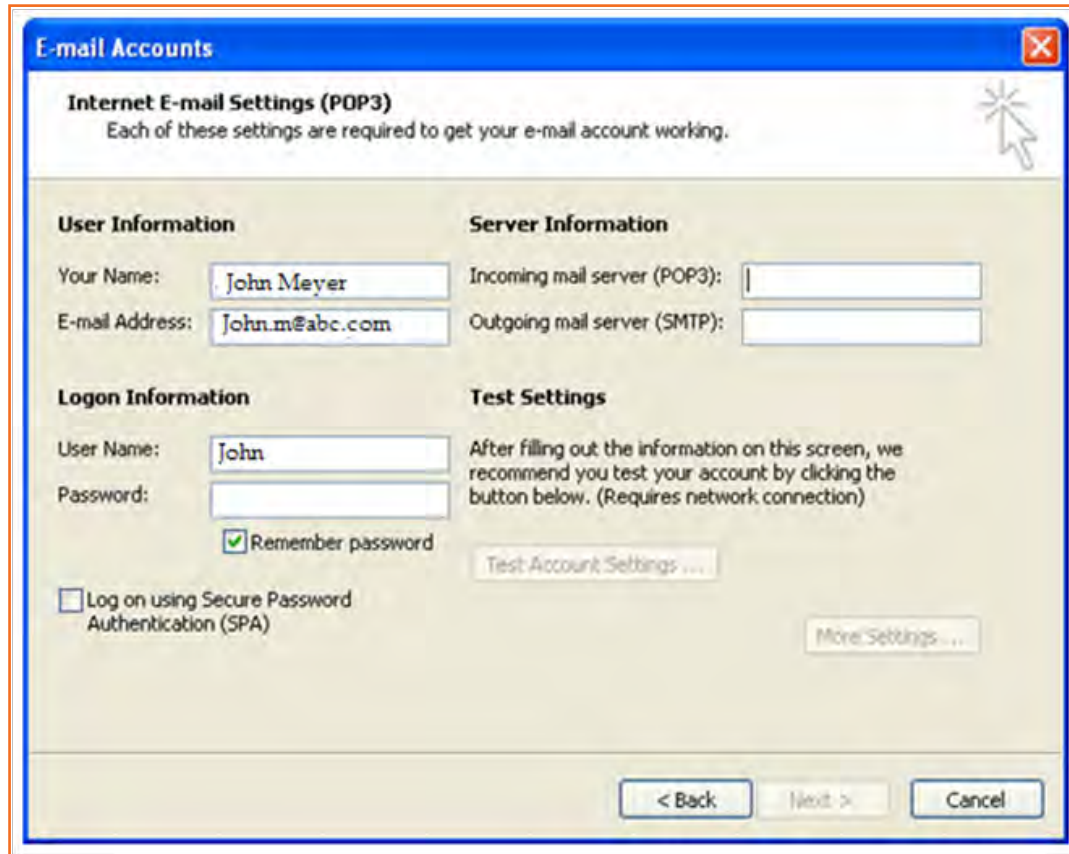 E-mail Accounts
Internet E-mail Settings (POP3)
Each of these settings are required to get your e-mail account working.
User Information
Your Name: John Meyer
E-mail Address: John.m@abc.com
Logon Information
User Name: John
Password:
Remember password
Log on using Secure Password
Authentication (SPA)
Server Information
Incoming mail server (POP3):
Outgoing mail server (SMTP):
Test Settings
After filling out the information on this screen, we
recommend you test your account by clicking the
button below. (Requires network connection)
Test Account Settings ...
More Settings ...
< Back
Next >
Cancel